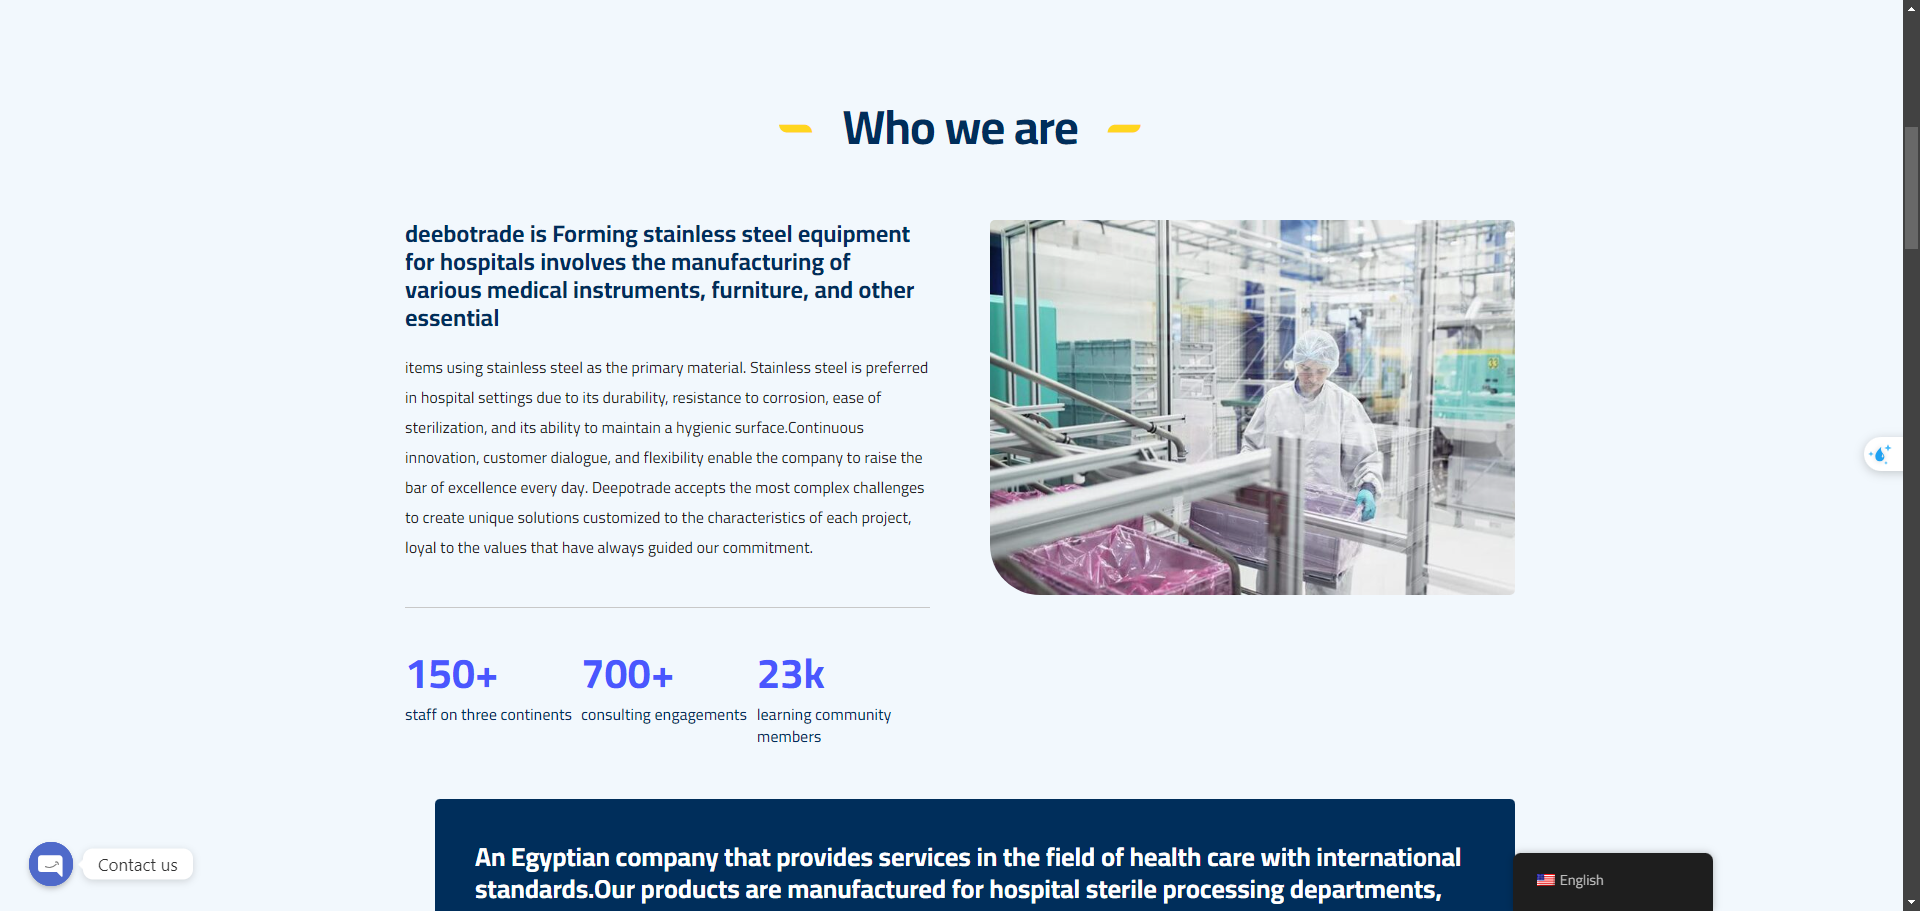 Who we are
deebotrade is Forming stainless steel equipment
for hospitals involves the manufacturing of
various medical instruments, furniture, and other
essential
items using stainless steel as the primary material. Stainless steel is preferred
in hospital settings due to its durability, resistance to corrosion, ease of
sterilization, and its ability to maintain a hygienic surface.Continuous
innovation, customer dialogue, and flexibility enable the company to raise the
bar of excellence every day. Deepotrade accepts the most complex challenges
to create unique solutions customized to the characteristics of each project,
loyal to the values that have always guided our commitment.
150+
staff on three continents
700+
consulting engagements
23k
learning community
members
An Egyptian company that provides services in the field of health care with international
standards.Our products are manufactured for hospital sterile processing departments,
Contact us
English